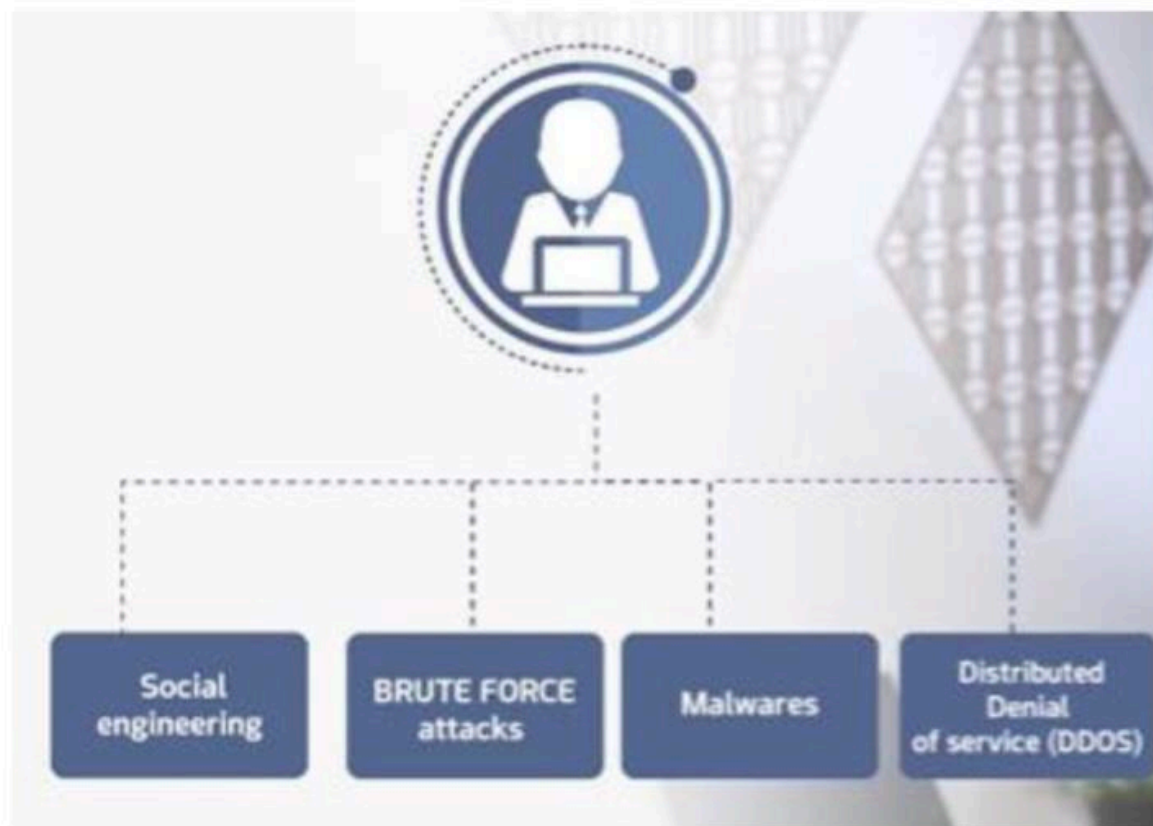 Social
engineering
BRUTE FORCE
attacks
Malwares
Distributed
Denial
of service (DDOS)